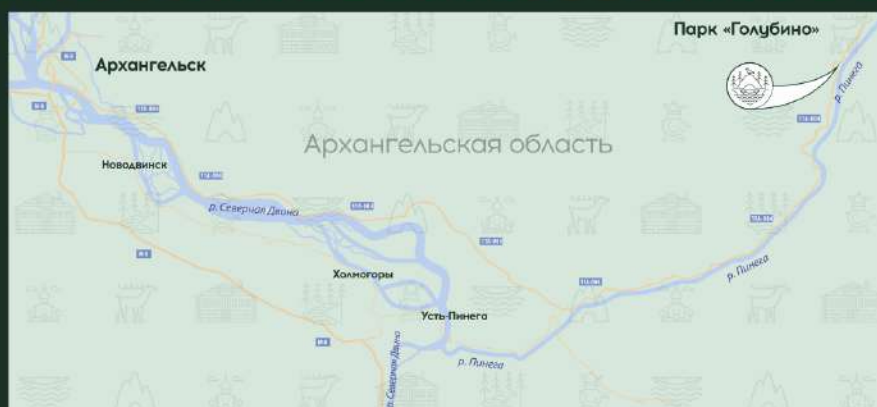 Парк «Голубино»
Архангельск
р. Пинега
Архангельская область
Новодвинск
р. Северная Двина
р. Пинега
Холмогоры
Усть-Пинега
р. Северная Двина
р. Пинега